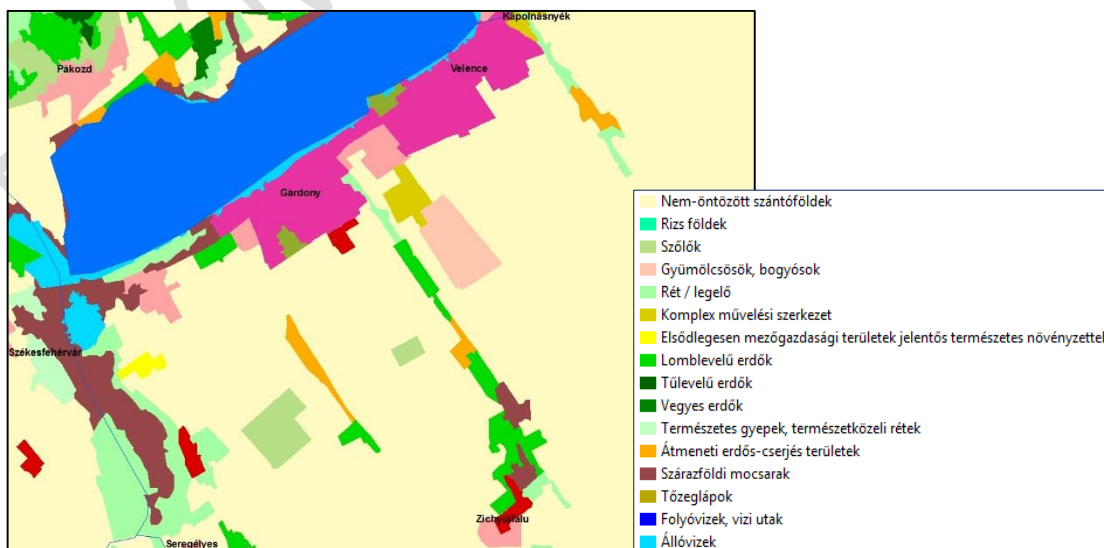 Kápolnásnyék
Pákozd
Velence
Gárdony
Székesfehérvár
Zichyújfalu
Seregélyes
Nem-öntözött szántóföldek
Rizs földek
Szőlők
Gyümölcsösök, bogyósok
Rét / legelő
Komplex művelési szerkezet
Elsődlegesen mezőgazdasági területek jelentős természetes növényzettel
Lomblevelű erdők
Tűlevelű erdők
Vegyes erdők
Természetes gyepek, természetközeli rétek
Átmeneti erdős-cserjés területek
Szárazföldi mocsarak
Tőzeglápok
Folyóvizek, vizi utak
Állóvizek